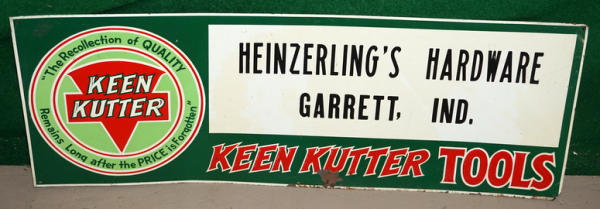 "The Recollection of QUALITY
KEEN
KUTTER
Remains Long after the PRICE is Forgotten"
HEINZERLING'S HARDWARE
GARRETT, IND.
KEEN KUTTER TOOLS